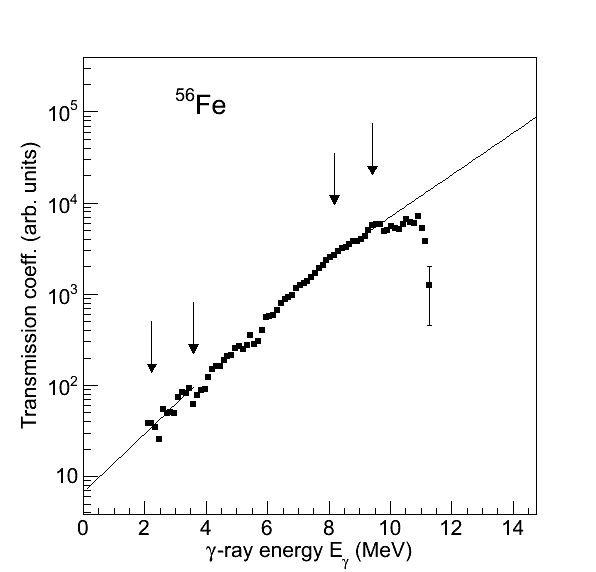 ⁵⁶Fe
Transmission coeff. (arb. units)
10⁵
10⁴
10³
10²
10
0 2 4 6 8 10 12 14
γ-ray energy Eᵧ (MeV)